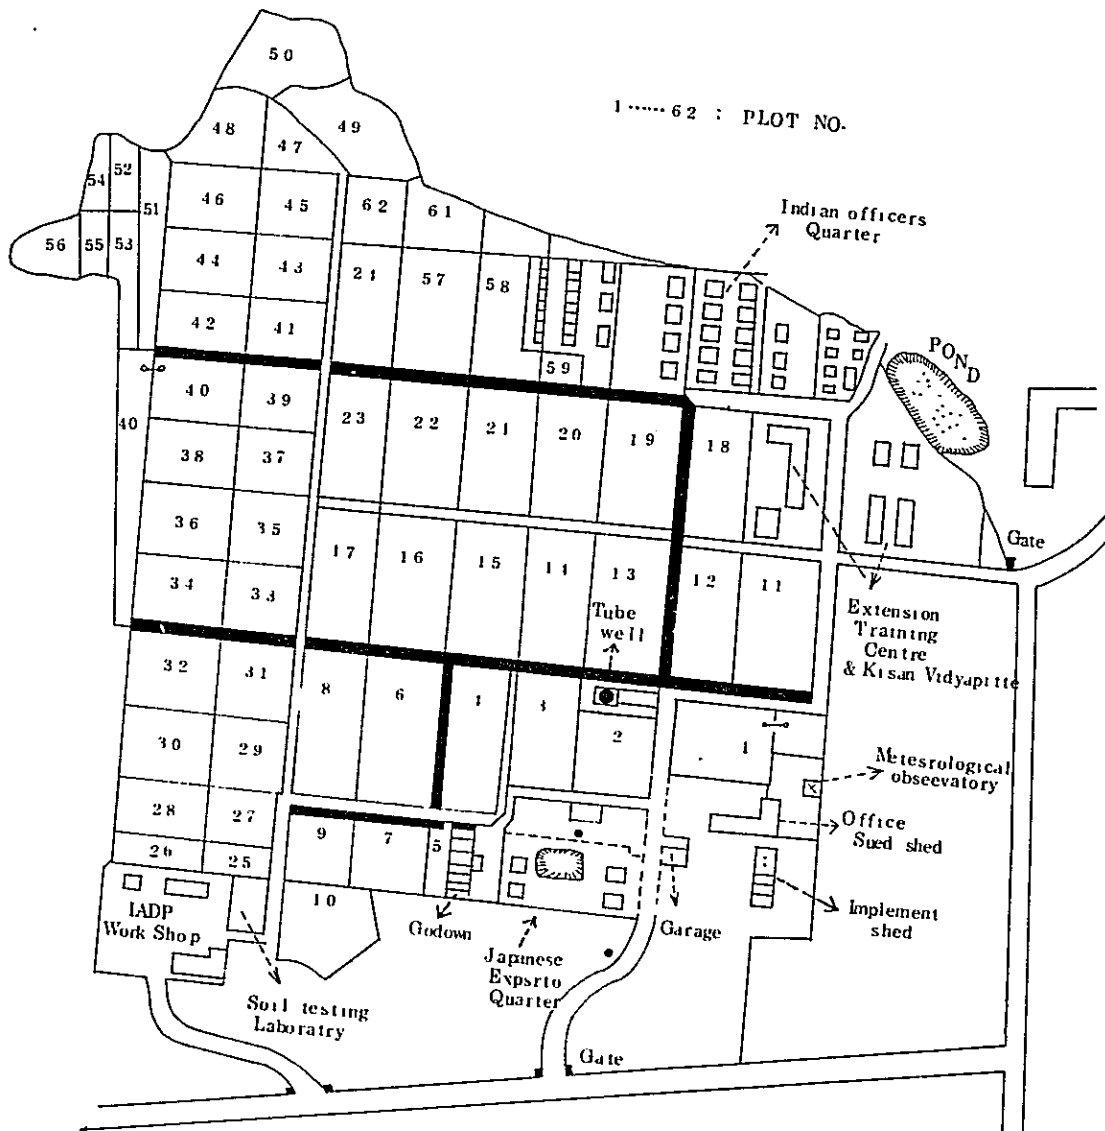 1 ...... 62 : PLOT NO.
50
48
49
47
52
54
51
46
45
62
61
Indian officers
Quarter
56
55
53
44
43
24
57
58
42
41
59
POND
40
39
23
22
21
20
19
18
40
38
37
36
35
17
16
15
14
13
12
11
Gate
34
33
Tube
well
Extension
Training
Centre
& Kisan Vidyapitte
32
31
8
6
4
3
2
1
30
29
Metesrological
obseevatory
28
27
9
7
5
Office
Sued shed
26
25
10
IADP
Work Shop
Godown
Garage
Implement
shed
Japanese
Expsrto
Quarter
Soil testing
Laboratry
Gate